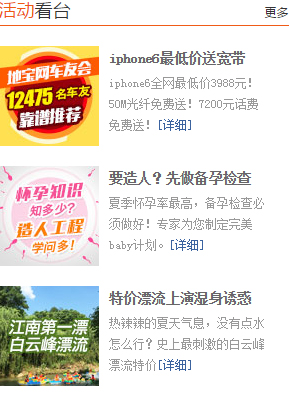 活动看台
更多
地宝网车友会
12475名车友
靠谱推荐
iphone6最低价送宽带
iphone6全网最低价3988元！
50M光纤免费送！7200元话费
免费送！[详细]
怀孕知识
知多少？
造人工程
学问多！
要造人？先做备孕检查
夏季怀孕率最高，备孕检查必
须做好！专家为您制定完美
baby计划。[详细]
江南第一漂
白云峰漂流
特价漂流上演湿身诱惑
热辣辣的夏天气息，没有点水
怎么行？史上最刺激的白云峰
漂流特价[详细]